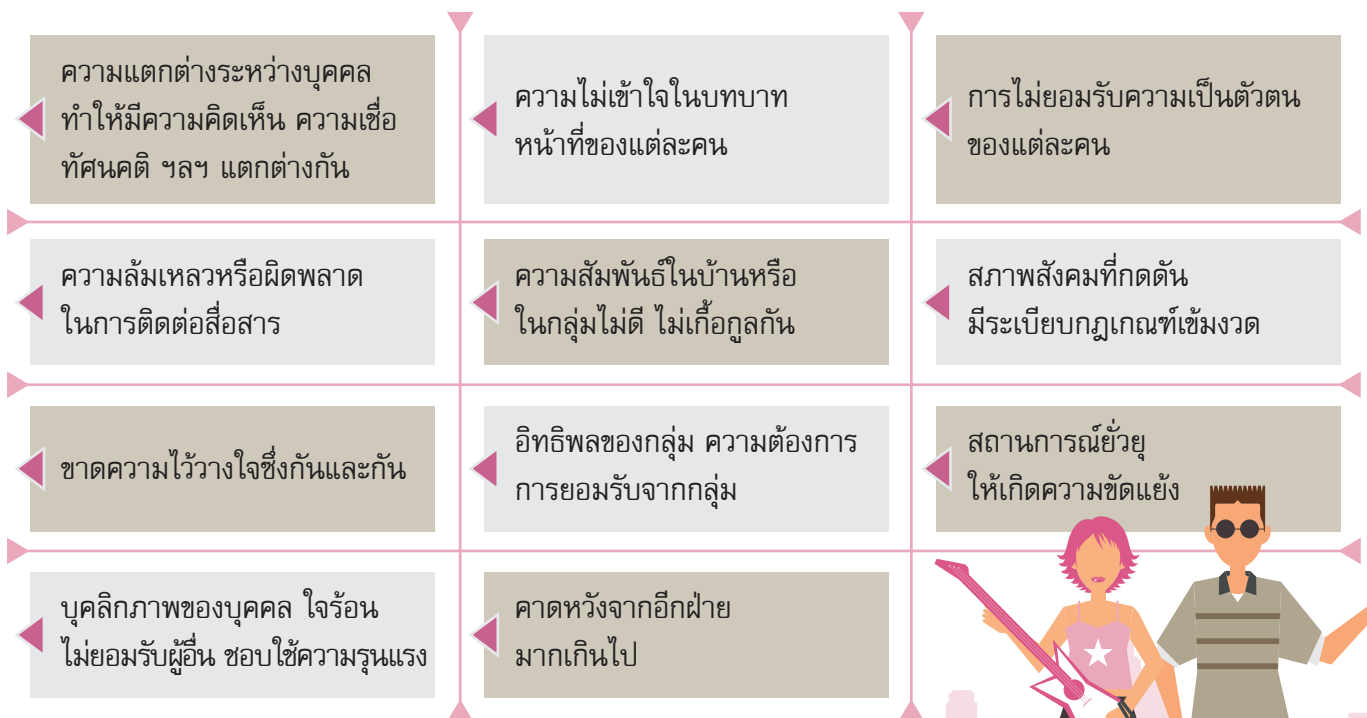 ความแตกต่างระหว่างบุคคล
ทำให้มีความคิดเห็น ความเชื่อ
ทัศนคติ ฯลฯ แตกต่างกัน
ความไม่เข้าใจในบทบาท
หน้าที่ของแต่ละคน
การไม่ยอมรับความเป็นตัวตน
ของแต่ละคน
ความล้มเหลวหรือผิดพลาด
ในการติดต่อสื่อสาร
ความสัมพันธ์ในบ้านหรือ
ในกลุ่มไม่ดี ไม่เกื้อกูลกัน
สภาพสังคมที่กดดัน
มีระเบียบกฎเกณฑ์เข้มงวด
ขาดความไว้วางใจซึ่งกันและกัน
อิทธิพลของกลุ่ม ความต้องการ
การยอมรับจากกลุ่ม
สถานการณ์ยั่วยุ
ให้เกิดความขัดแย้ง
บุคลิกภาพของบุคคล ใจร้อน
ไม่ยอมรับผู้อื่น ชอบใช้ความรุนแรง
คาดหวังจากอีกฝ่าย
มากเกินไป